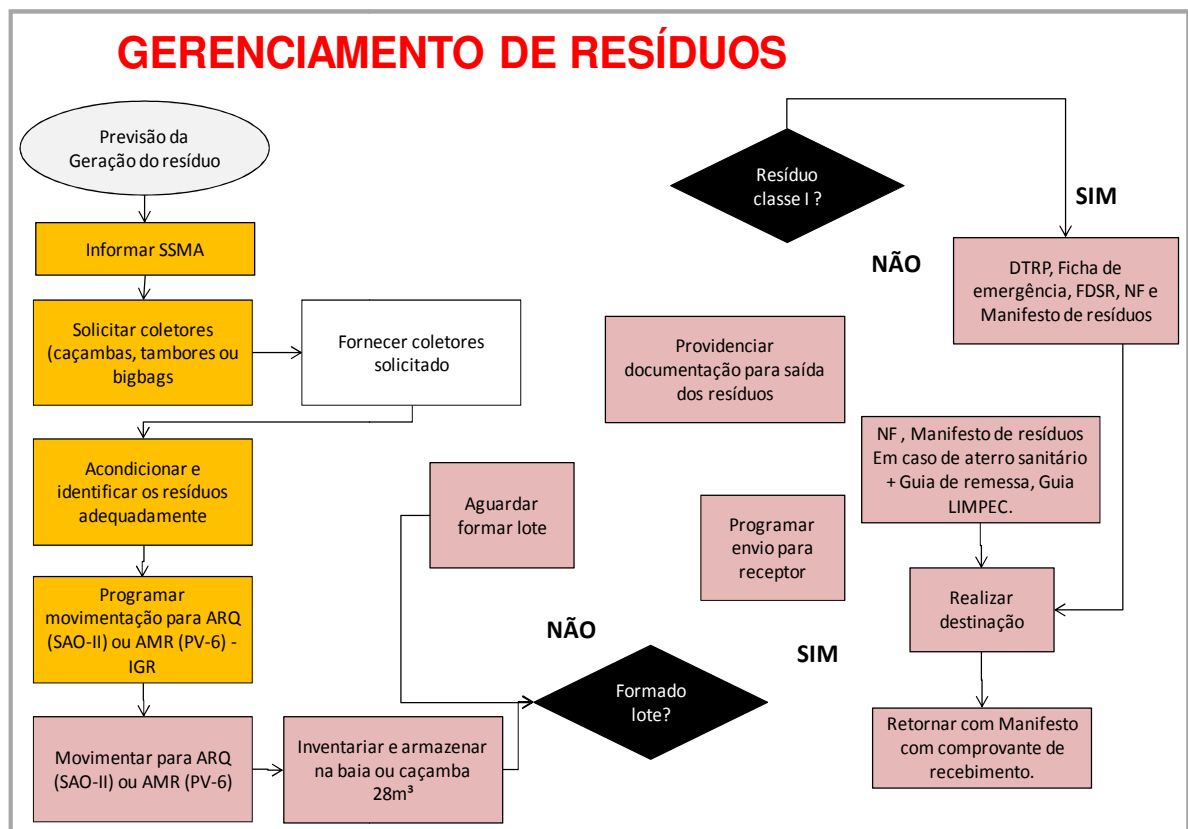 GERENCIAMENTO DE RESÍDUOS
Previsão da
Geração do resíduo
Informar SSMA
Solicitar coletores
(caçambas, tambores ou
bigbags
Fornecer coletores
solicitado
Acondicionar e
identificar os resíduos
adequadamente
Programar
movimentação para ARQ
(SAO-II) ou AMR (PV-6) -
IGR
Movimentar para ARQ
(SAO-II) ou AMR (PV-6)
Inventariar e armazenar
na baia ou caçamba
28m³
Aguardar
formar lote
NÃO
Formado
lote?
SIM
Programar
envio para
receptor
Providenciar
documentação para saída
dos resíduos
Resíduo
classe I ?
SIM
NÃO
DTRP, Ficha de
emergência, FDSR, NF e
Manifesto de resíduos
NF , Manifesto de resíduos
Em caso de aterro sanitário
+ Guia de remessa, Guia
LIMPEC.
Realizar
destinação
Retornar com Manifesto
com comprovante de
recebimento.